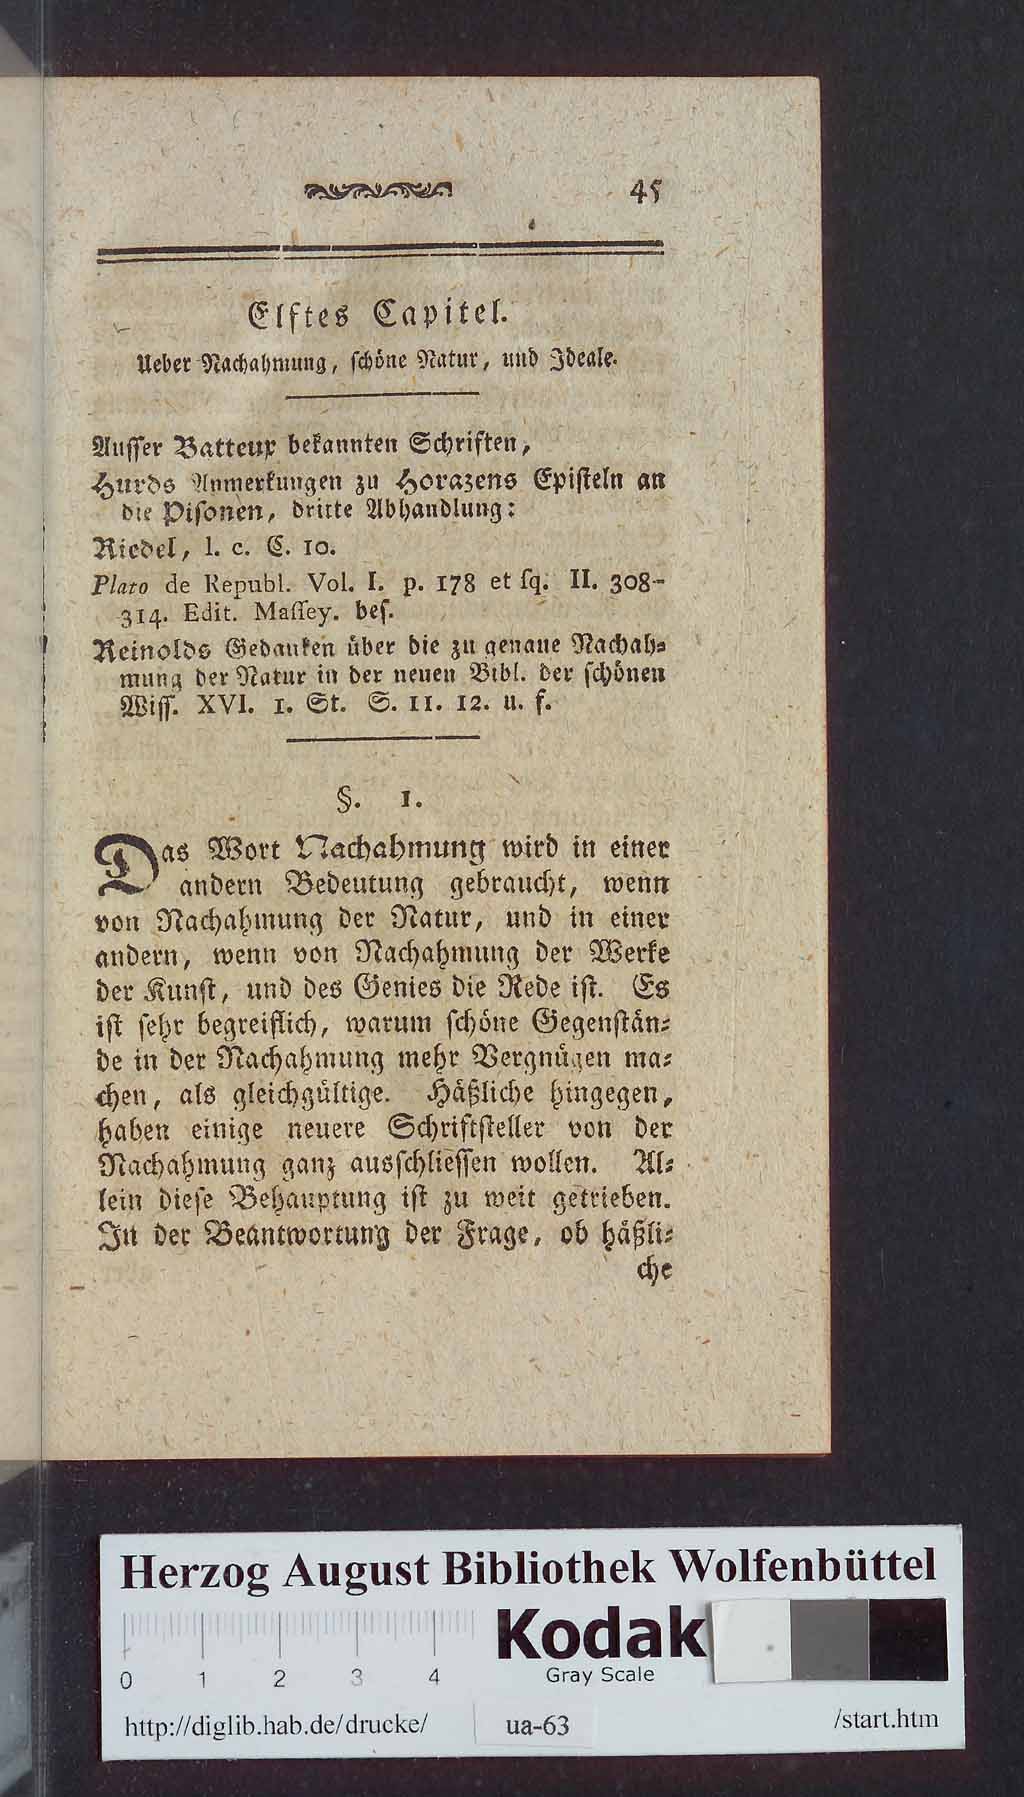 45
Elftes Capitel.
Ueber Nachahmung, schöne Natur, und Ideale.
Ausser Batteux bekannten Schriften,
Hurds Anmerkungen zu Horazens Episteln an
die Pisonen, dritte Abhandlung:
Riedel, l. c. C. 10.
Plato de Republ. Vol. I. p. 178 et sq. II. 308-
314. Edit. Massey. bes.
Reinolds Gedanken über die zu genaue Nachah-
mung der Natur in der neuen Bibl. der schönen
Wiss. XVI. 1. St. S. 11. 12. u. f.
§. 1.
Das Wort Nachahmung wird in einer
andern Bedeutung gebraucht, wenn
von Nachahmung der Natur, und in einer
andern, wenn von Nachahmung der Werke
der Kunst, und des Genies die Rede ist. Es
ist sehr begreiflich, warum schöne Gegenstän-
de in der Nachahmung mehr Vergnügen ma-
chen, als gleichgültige. Häßliche hingegen,
haben einige neuere Schriftsteller von der
Nachahmung ganz ausschliessen wollen. Al-
lein diese Behauptung ist zu weit getrieben.
In der Beantwortung der Frage, ob häßli-
che
Herzog August Bibliothek Wolfenbüttel
Kodak
Gray Scale
0 1 2 3 4
http://diglib.hab.de/drucke/ ua-63 /start.htm